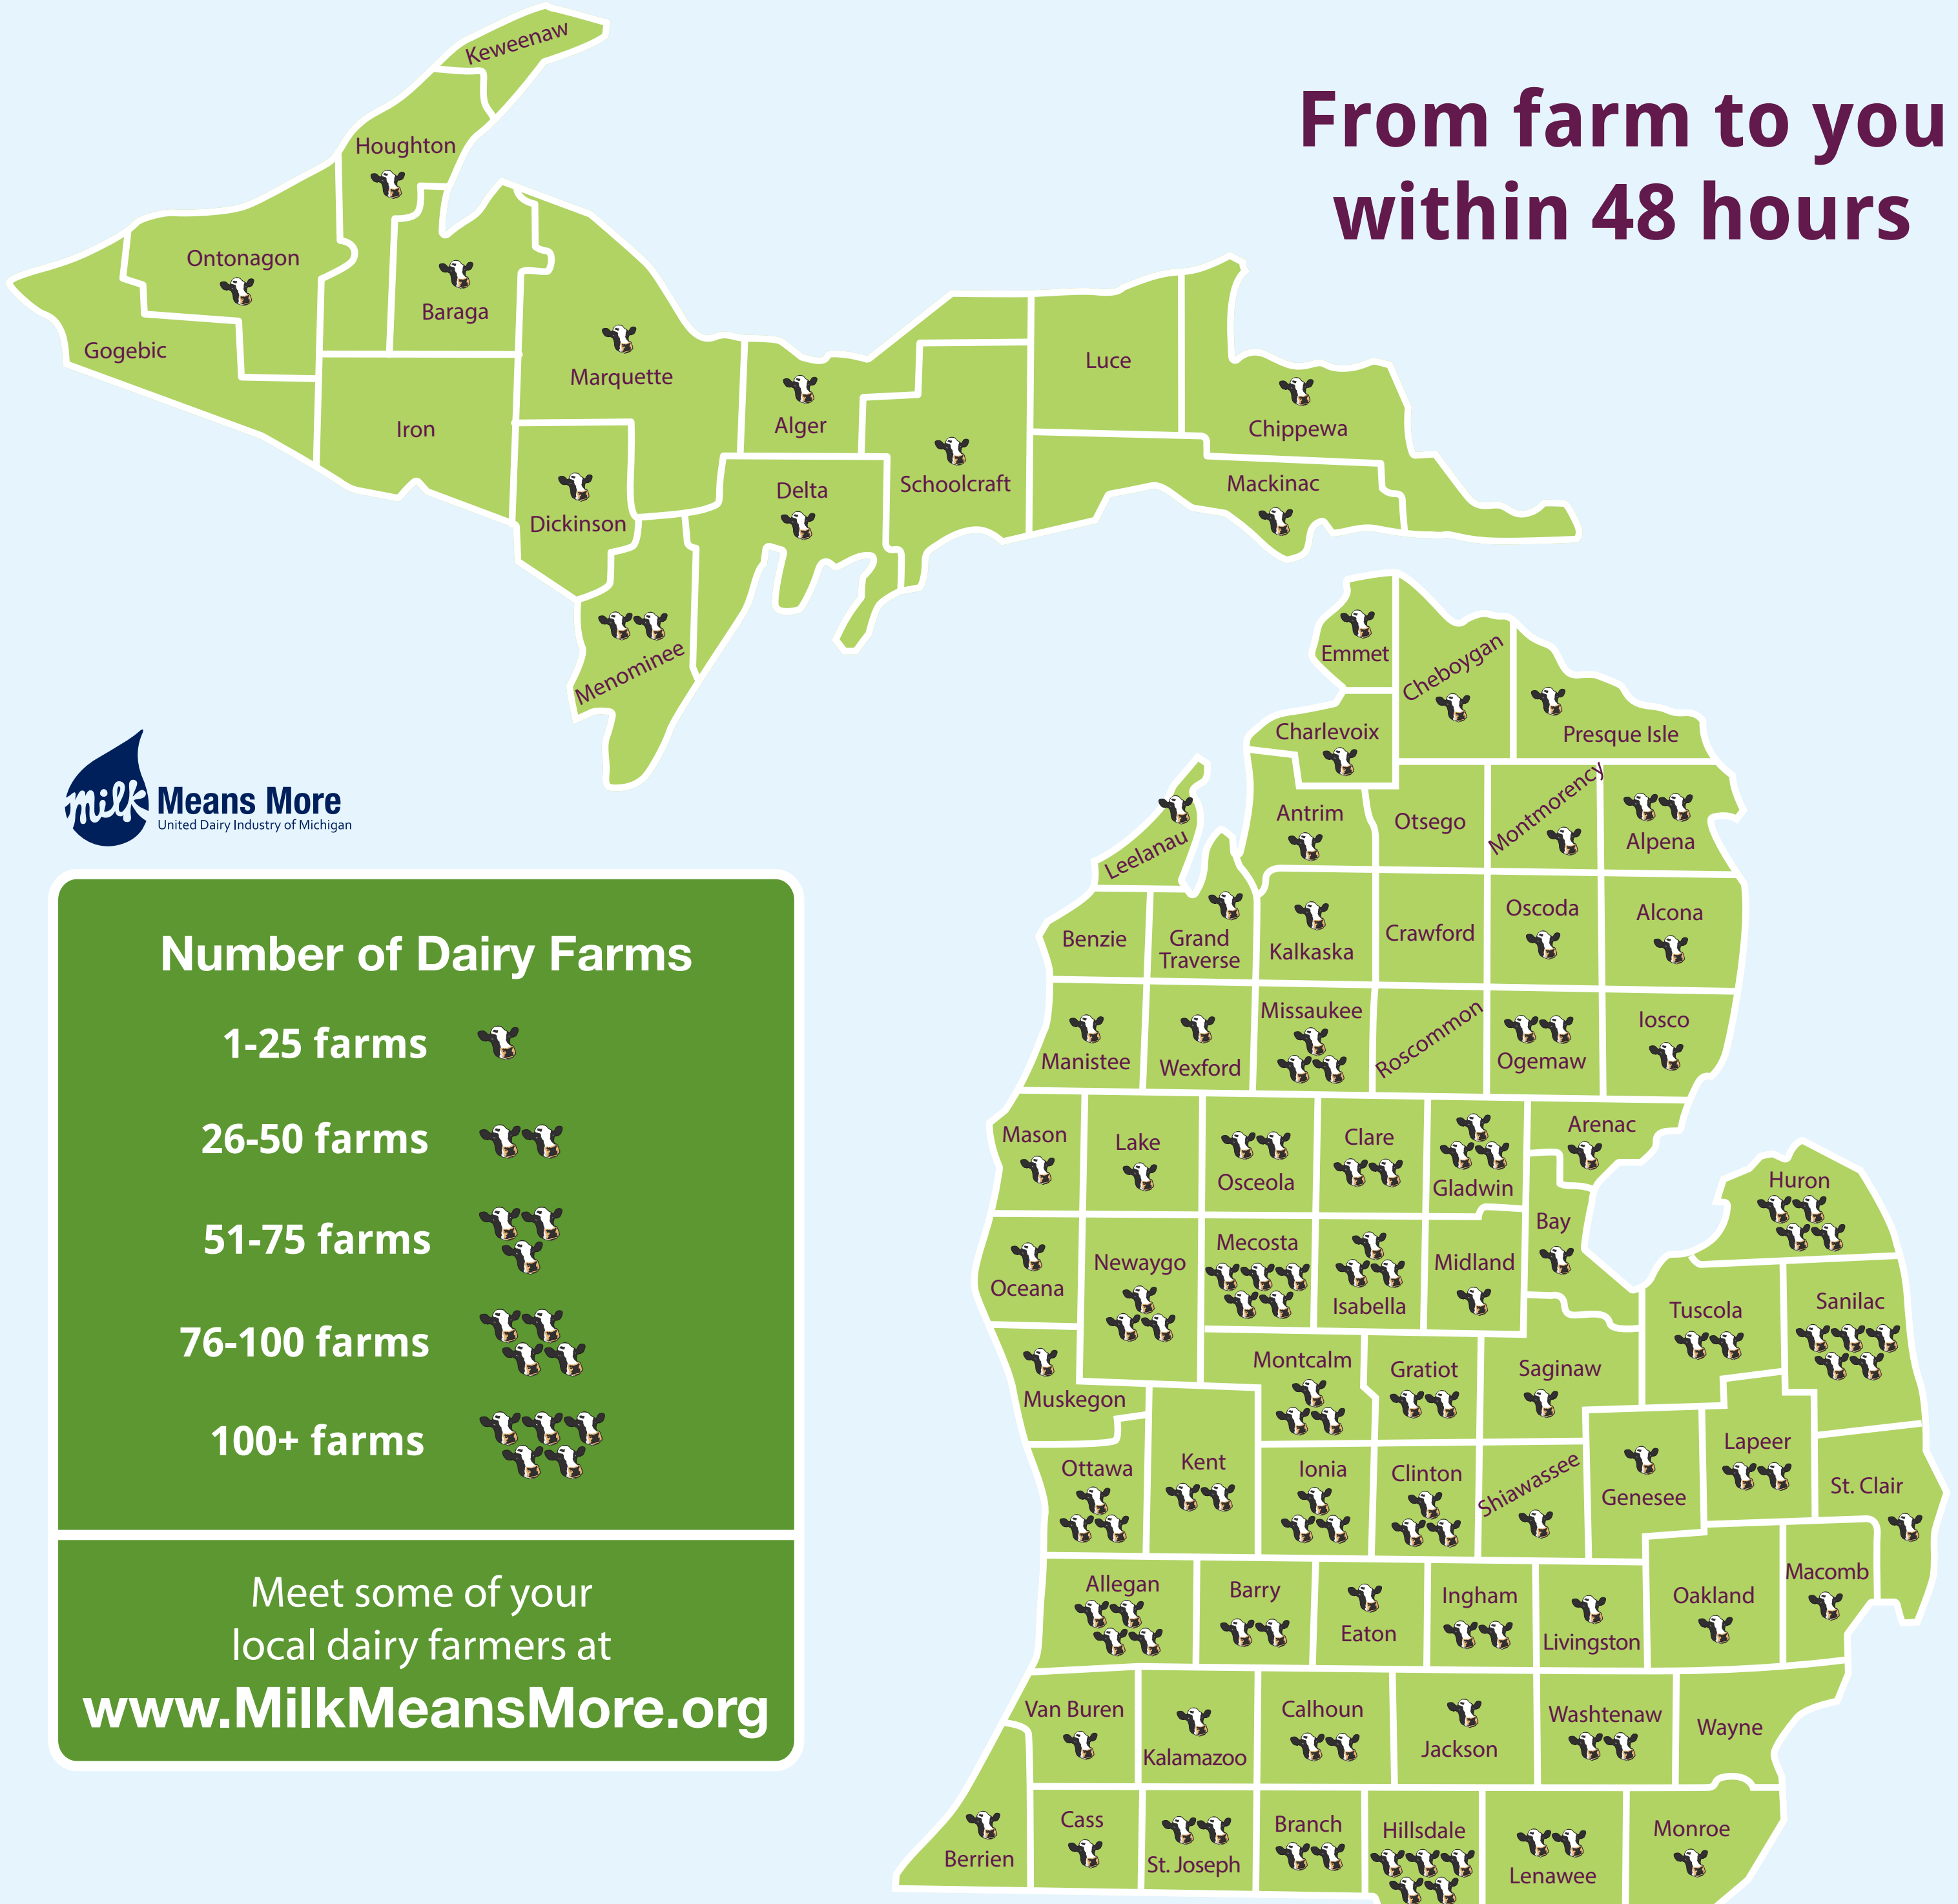 Keweenaw
From farm to you
within 48 hours
Houghton
Ontonagon
Baraga
Gogebic
Marquette
Luce
Iron
Alger
Chippewa
Delta
Schoolcraft
Mackinac
Dickinson
Menominee
Emmet
Cheboygan
Charlevoix
Presque Isle
milk Means More
United Dairy Industry of Michigan
Leelanau
Antrim
Otsego
Montmorency
Alpena
Benzie
Grand
Traverse
Kalkaska
Crawford
Oscoda
Alcona
Manistee
Wexford
Missaukee
Roscommon
Ogemaw
Iosco
Mason
Lake
Osceola
Clare
Gladwin
Arenac
Huron
Oceana
Newaygo
Mecosta
Isabella
Midland
Bay
Tuscola
Sanilac
Muskegon
Montcalm
Gratiot
Saginaw
Ottawa
Kent
Ionia
Clinton
Shiawassee
Genesee
Lapeer
St. Clair
Allegan
Barry
Eaton
Ingham
Livingston
Oakland
Macomb
Van Buren
Kalamazoo
Calhoun
Jackson
Washtenaw
Wayne
Berrien
Cass
St. Joseph
Branch
Hillsdale
Lenawee
Monroe
Number of Dairy Farms
1-25 farms
26-50 farms
51-75 farms
76-100 farms
100+ farms
Meet some of your
local dairy farmers at
www.MilkMeansMore.org